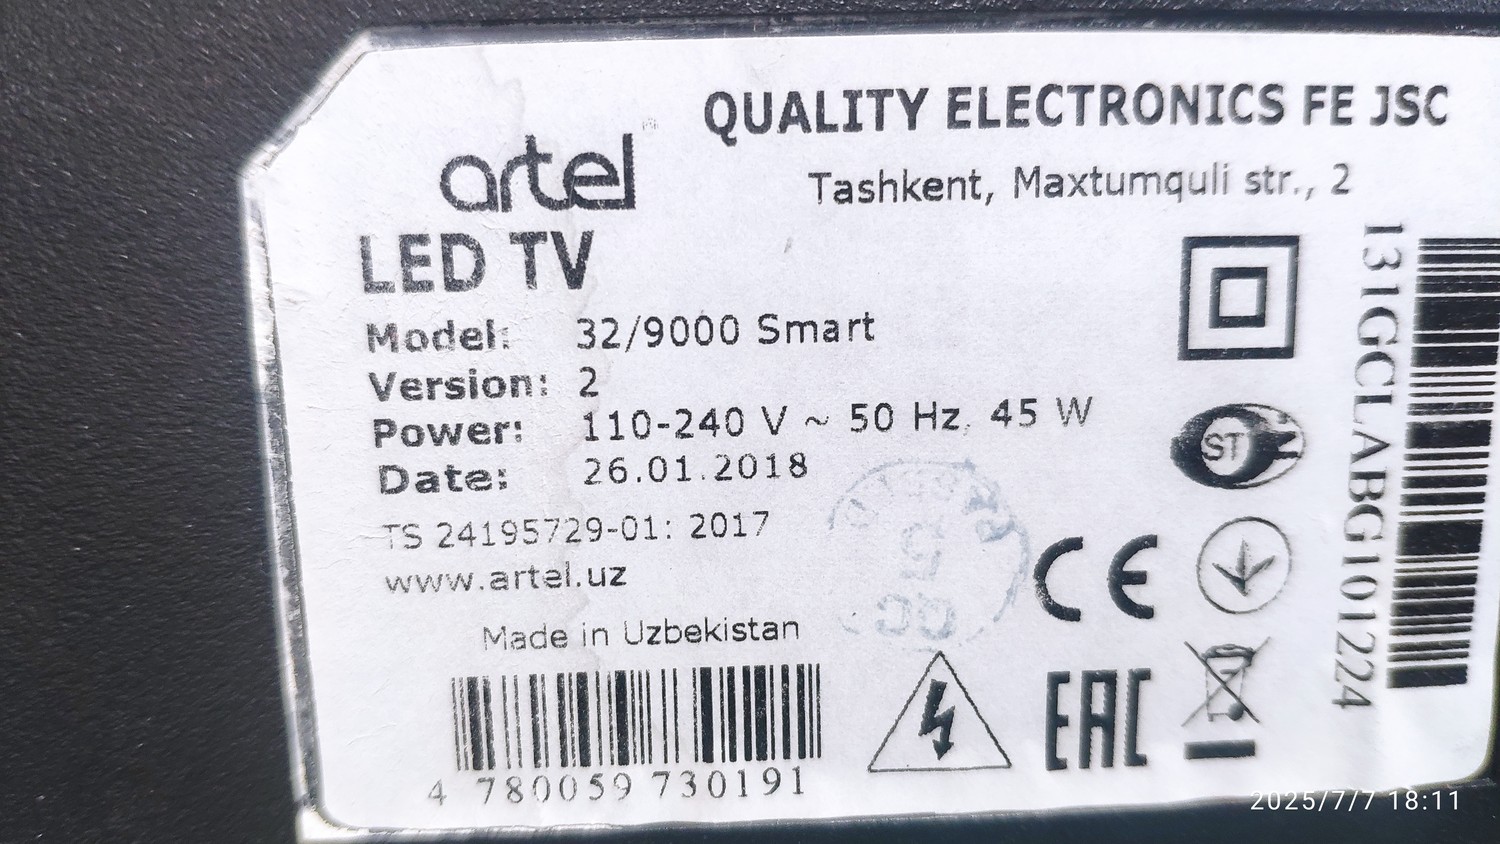 artel
QUALITY ELECTRONICS FE JSC
Tashkent, Maxtumquli str., 2
LED TV
Model: 32/9000 Smart
Version: 2
Power: 110-240 V ~ 50 Hz, 45 W
Date: 26.01.2018
TS 24195729-01: 2017
www.artel.uz
Made in Uzbekistan
4 780059 730191
ST
CE
EAC
131GCLABG101224
2025/7/7 18:11